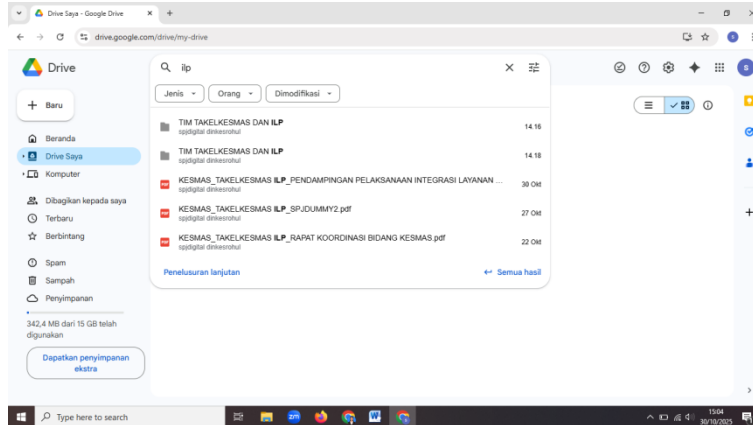 Drive Saya - Google Drive
drive.google.com/drive/my-drive
Drive
ilp
Jenis
Orang
Dimodifikasi
Baru
Beranda
Drive Saya
Komputer
Dibagikan kepada saya
Terbaru
Berbintang
Spam
Sampah
Penyimpanan
342,4 MB dari 15 GB telah
digunakan
Dapatkan penyimpanan
ekstra
TIM TAKELKESMAS DAN ILP
14.16
spjdigital dinkesrohul
TIM TAKELKESMAS DAN ILP
14.18
spjdigital dinkesrohul
KESMAS_TAKELKESMAS ILP_PENDAMPINGAN PELAKSANAAN INTEGRASI LAYANAN ...
30 Okt
spjdigital dinkesrohul
KESMAS_TAKELKESMAS ILP_SPJDUMMY2.pdf
27 Okt
spjdigital dinkesrohul
KESMAS_TAKELKESMAS ILP_RAPAT KOORDINASI BIDANG KESMAS.pdf
22 Okt
spjdigital dinkesrohul
Penelusuran lanjutan
Semua hasil
Type here to search
zm
15:04
30/10/2025